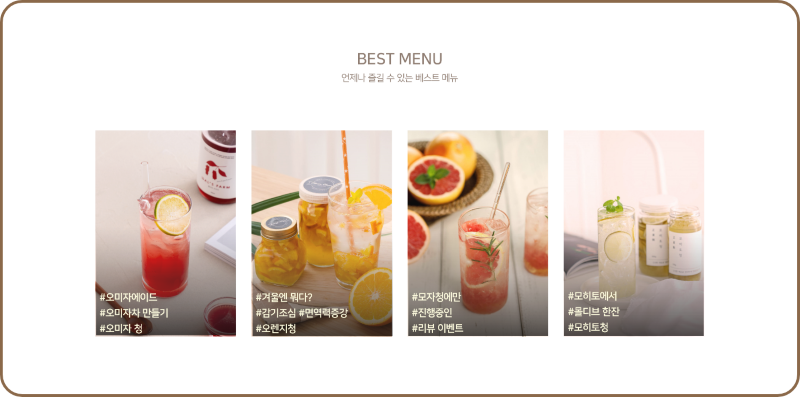 BEST MENU
언제나 즐길 수 있는 베스트 메뉴
#오미자에이드
#오미자차 만들기
#오미자 청
#겨울엔 뭐다?
#감기조심 #면역력증강
#오렌지청
#모자청에만
#진행중인
#리뷰 이벤트
#모히토에서
#몰디브 한잔
#모히토청